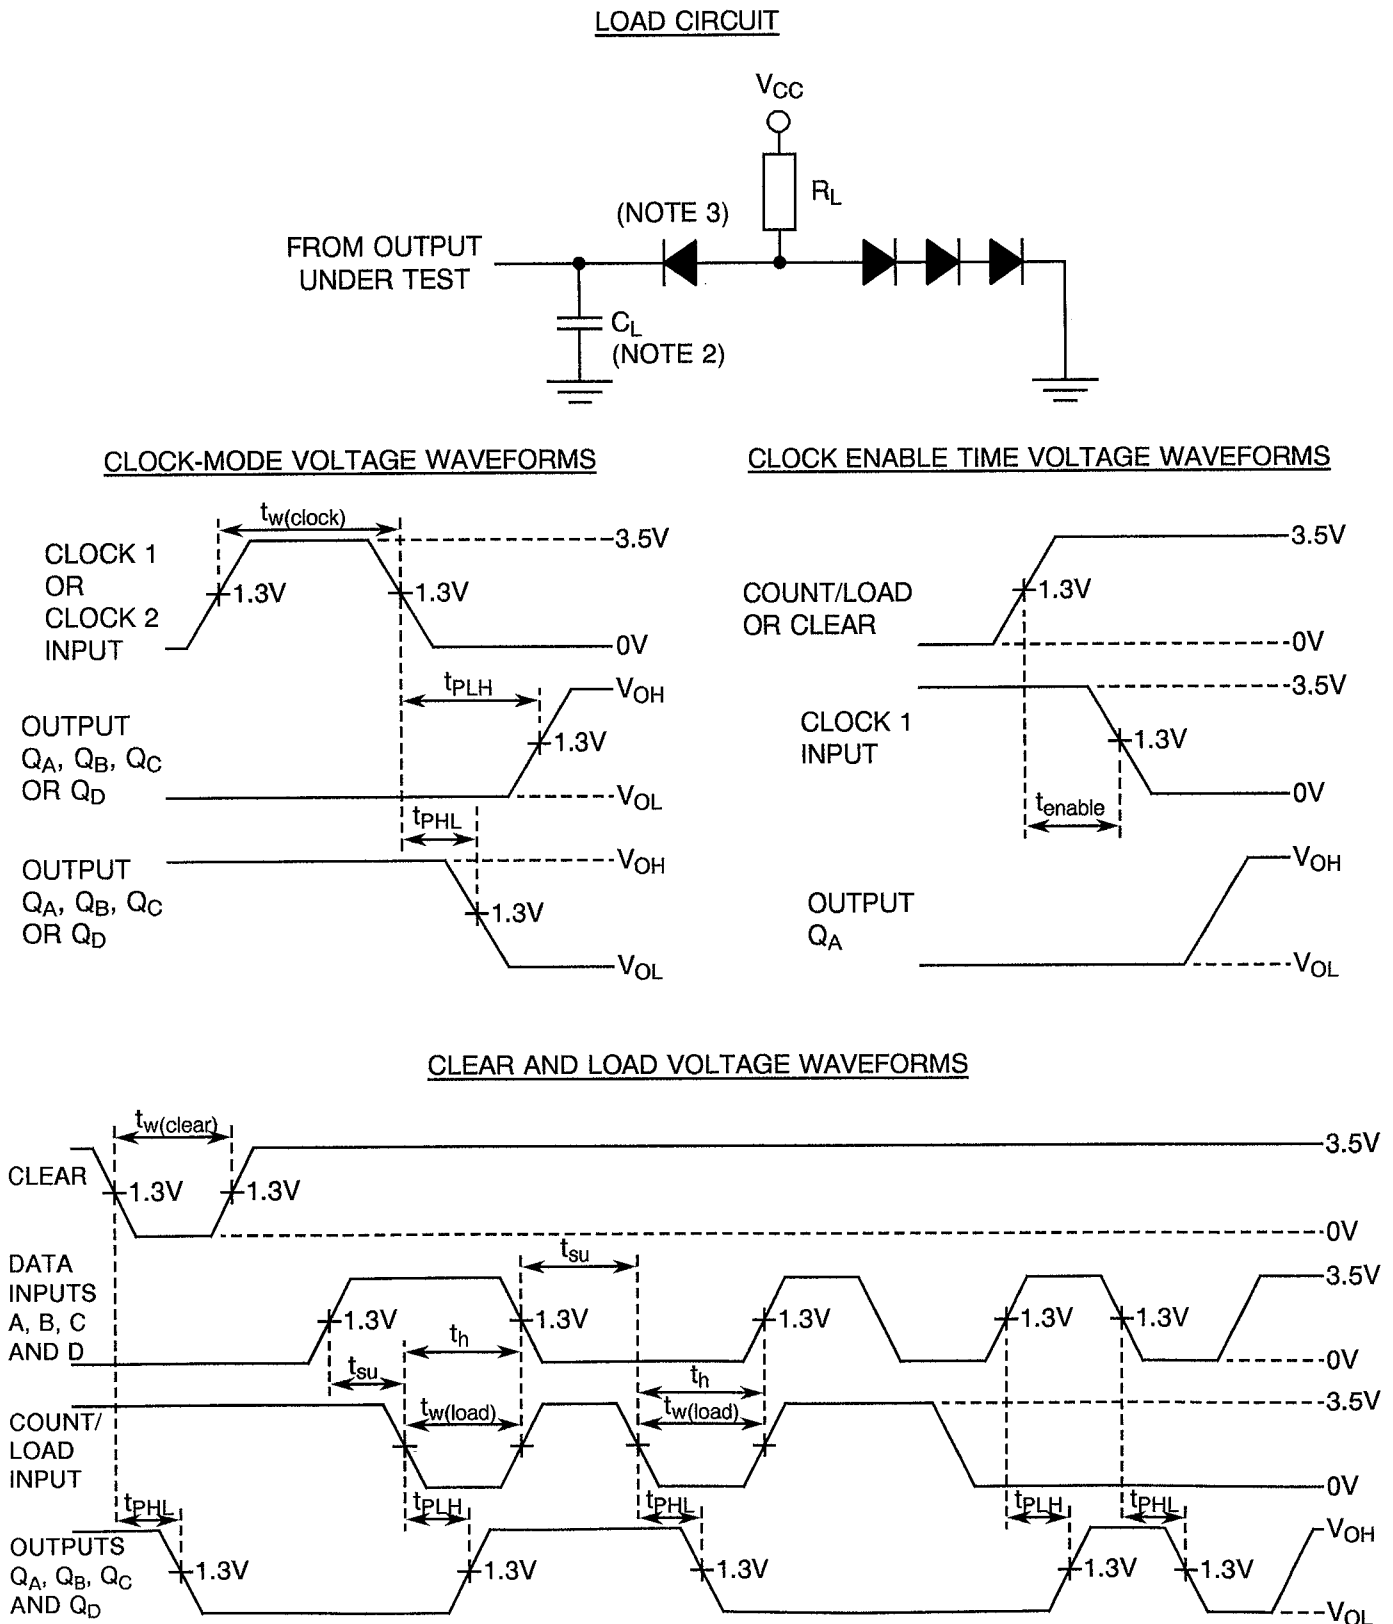 LOAD CIRCUIT
VCC
RL
(NOTE 3)
FROM OUTPUT
UNDER TEST
CL
(NOTE 2)
CLOCK-MODE VOLTAGE WAVEFORMS
tw(clock)
CLOCK 1
OR
CLOCK 2
INPUT
1.3V
1.3V
3.5V
0V
tPLH
OUTPUT
QA, QB, QC
OR QD
VOH
1.3V
VOL
tPHL
OUTPUT
QA, QB, QC
OR QD
VOH
1.3V
VOL
CLOCK ENABLE TIME VOLTAGE WAVEFORMS
COUNT/LOAD
OR CLEAR
3.5V
1.3V
0V
CLOCK 1
INPUT
3.5V
1.3V
0V
tenable
OUTPUT
QA
VOH
VOL
CLEAR AND LOAD VOLTAGE WAVEFORMS
tw(clear)
CLEAR
1.3V
1.3V
3.5V
0V
DATA
INPUTS
A, B, C
AND D
tsu
3.5V
1.3V
1.3V
1.3V
1.3V
1.3V
0V
th
tsu
th
COUNT/
LOAD
INPUT
tw(load)
tw(load)
3.5V
0V
tPHL
tPLH
tPHL
tPLH
tPHL
OUTPUTS
QA, QB, QC
AND QD
1.3V
1.3V
1.3V
1.3V
1.3V
VOH
VOL